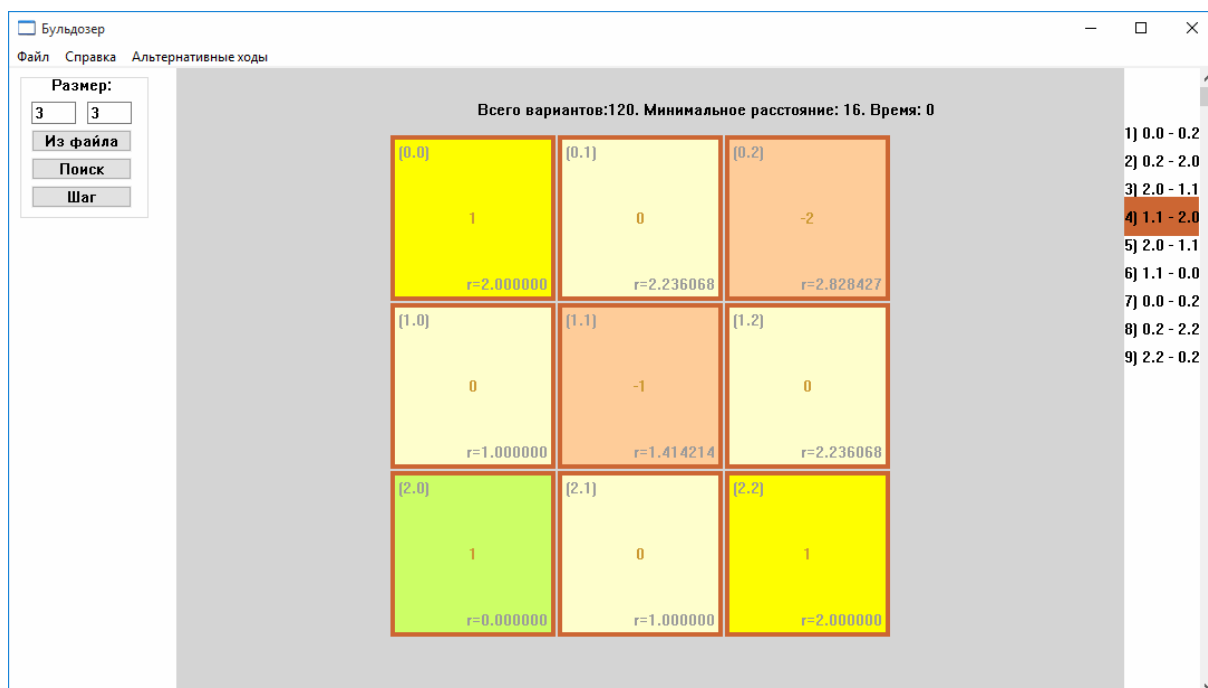 Бульдозер
Файл Справка Альтернативные ходы
Размер:
3 3
Из файла
Поиск
Шаг
Всего вариантов:120. Минимальное расстояние: 16. Время: 0
(0.0) (0.1) (0.2)
1 0 -2
r=2.000000 r=2.236068 r=2.828427
(1.0) (1.1) (1.2)
0 -1 0
r=1.000000 r=1.414214 r=2.236068
(2.0) (2.1) (2.2)
1 0 1
r=0.000000 r=1.000000 r=2.000000
1) 0.0 - 0.2
2) 0.2 - 2.0
3) 2.0 - 1.1
4) 1.1 - 2.0
5) 2.0 - 1.1
6) 1.1 - 0.0
7) 0.0 - 0.2
8) 0.2 - 2.2
9) 2.2 - 0.2